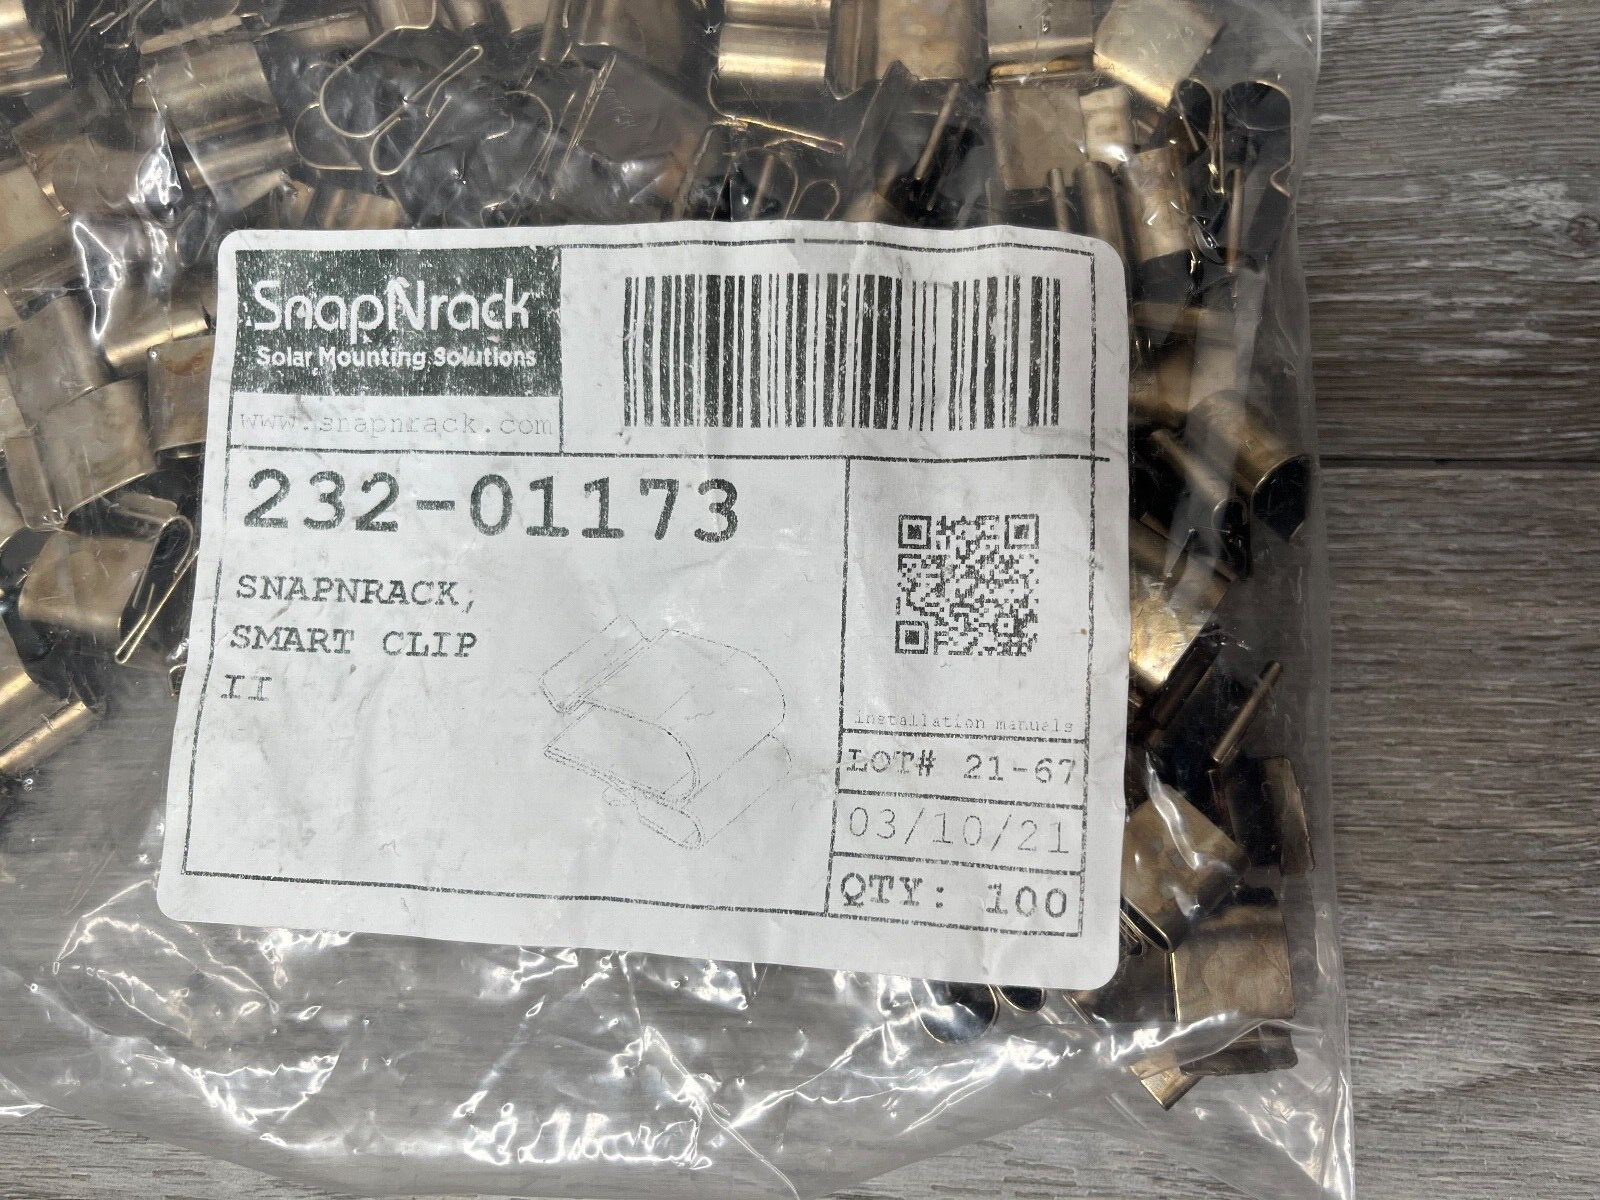 SnapNrack
Solar Mounting Solutions
www.snapnrack.com
232-01173
SNAPNRACK,
SMART CLIP
II
installation manuals
LOT# 21-67
03/10/21
QTY: 100